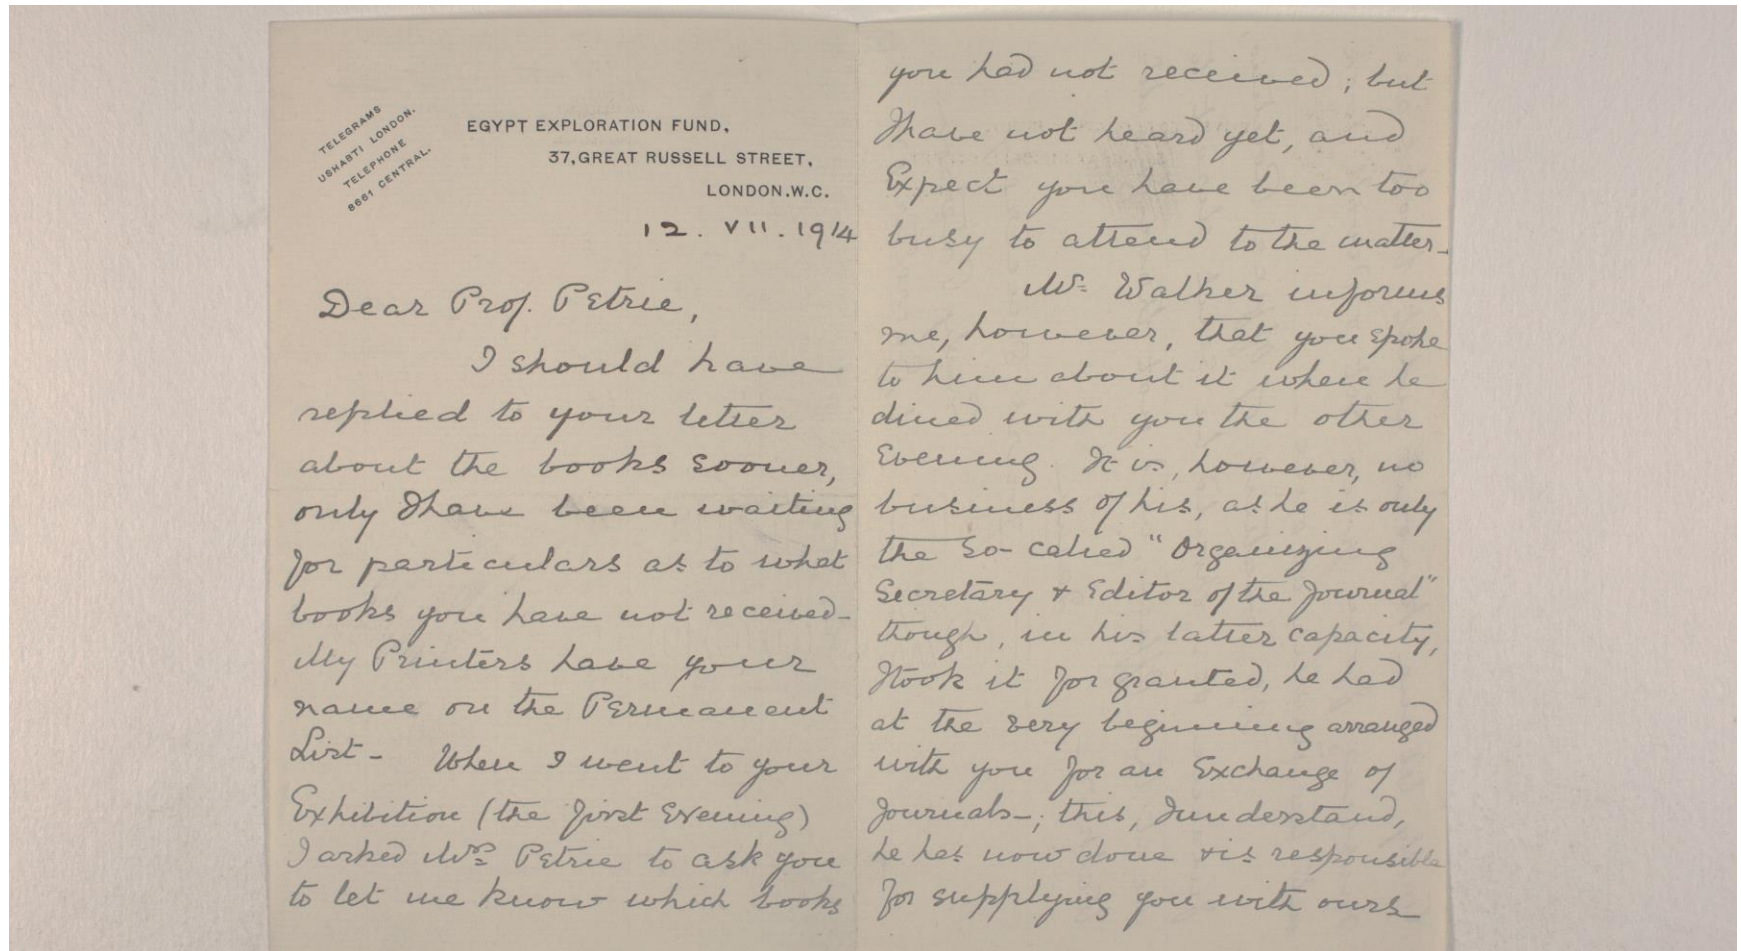 TELEGRAMS
USHABTI LONDON.
TELEPHONE
8661 CENTRAL.
EGYPT EXPLORATION FUND,
37, GREAT RUSSELL STREET,
LONDON. W.C.
12. VII. 1914
Dear Prof. Petrie,
I should have
replied to your letter
about the books sooner,
only I have been waiting
for particulars as to what
books you have not received -
My Printers have your
name on the Permanent
List - When I went to your
Exhibition (the first Evening)
I asked Mrs Petrie to ask you
to let me know which books
you had not received; but
I have not heard yet, and
Expect you have been too
busy to attend to the matter -
Mr Walker informs
me, however, that you spoke
to him about it when he
dined with you the other
Evening. It is, however, no
business of his, as he is only
the so-called "Organizing
Secretary & Editor of the Journal"
though, in his latter capacity,
I took it for granted, he had
at the very beginning arranged
with you for an Exchange of
Journals -; this, I understand,
he has now done & is responsible
for supplying you with ours